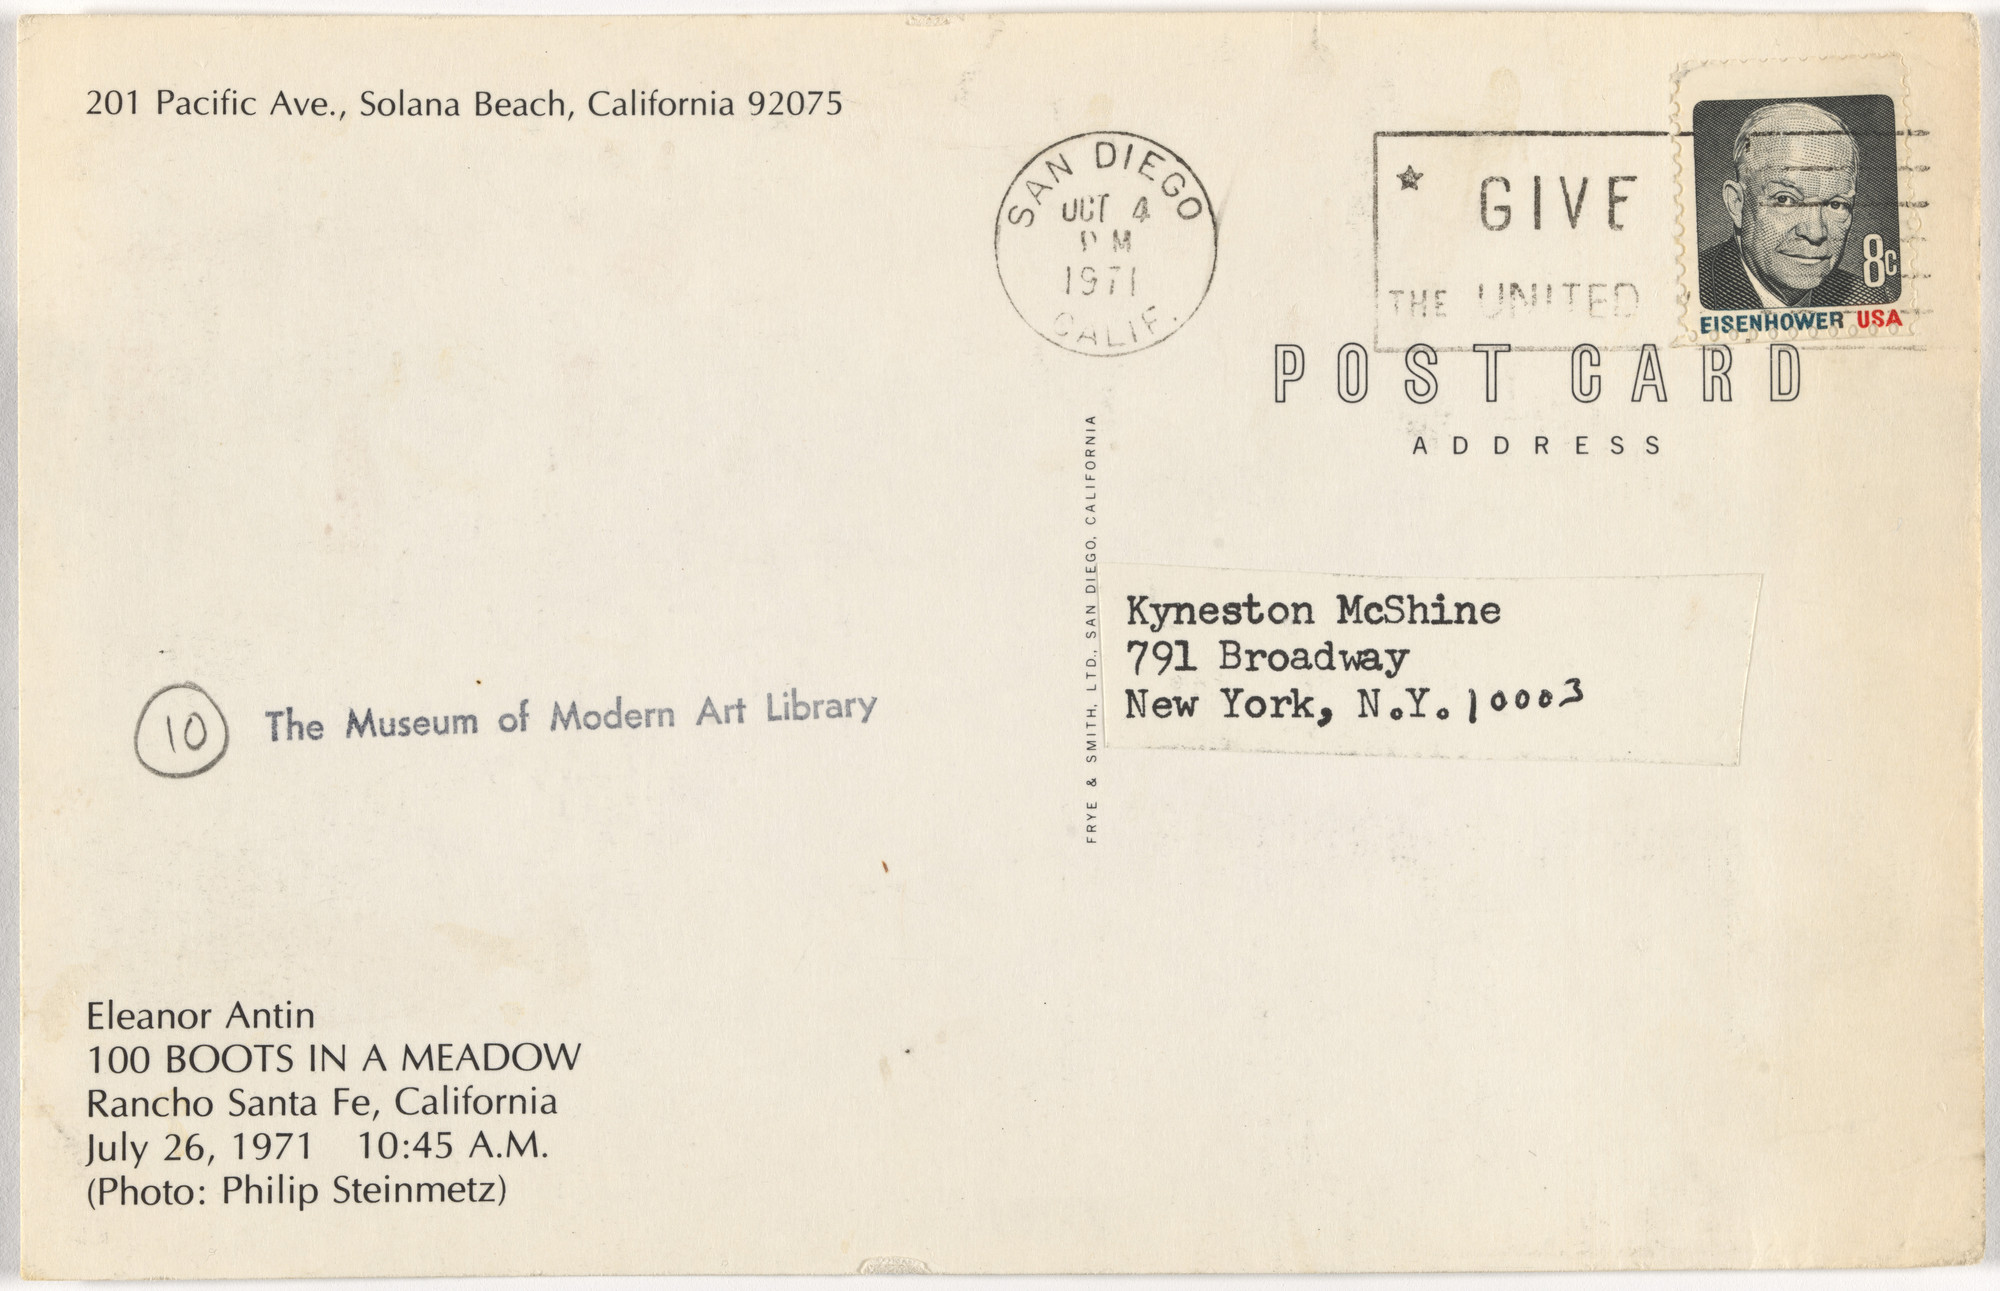 201 Pacific Ave., Solana Beach, California 92075
SAN DIEGO
OCT 4
PM
1971
CALIF.
★ GIVE
THE UNITED
8c
EISENHOWER USA
POST CARD
ADDRESS
FRYE & SMITH, LTD., SAN DIEGO, CALIFORNIA
Kyneston McShine
791 Broadway
New York, N.Y. 10003
10 The Museum of Modern Art Library
Eleanor Antin
100 BOOTS IN A MEADOW
Rancho Santa Fe, California
July 26, 1971 10:45 A.M.
(Photo: Philip Steinmetz)